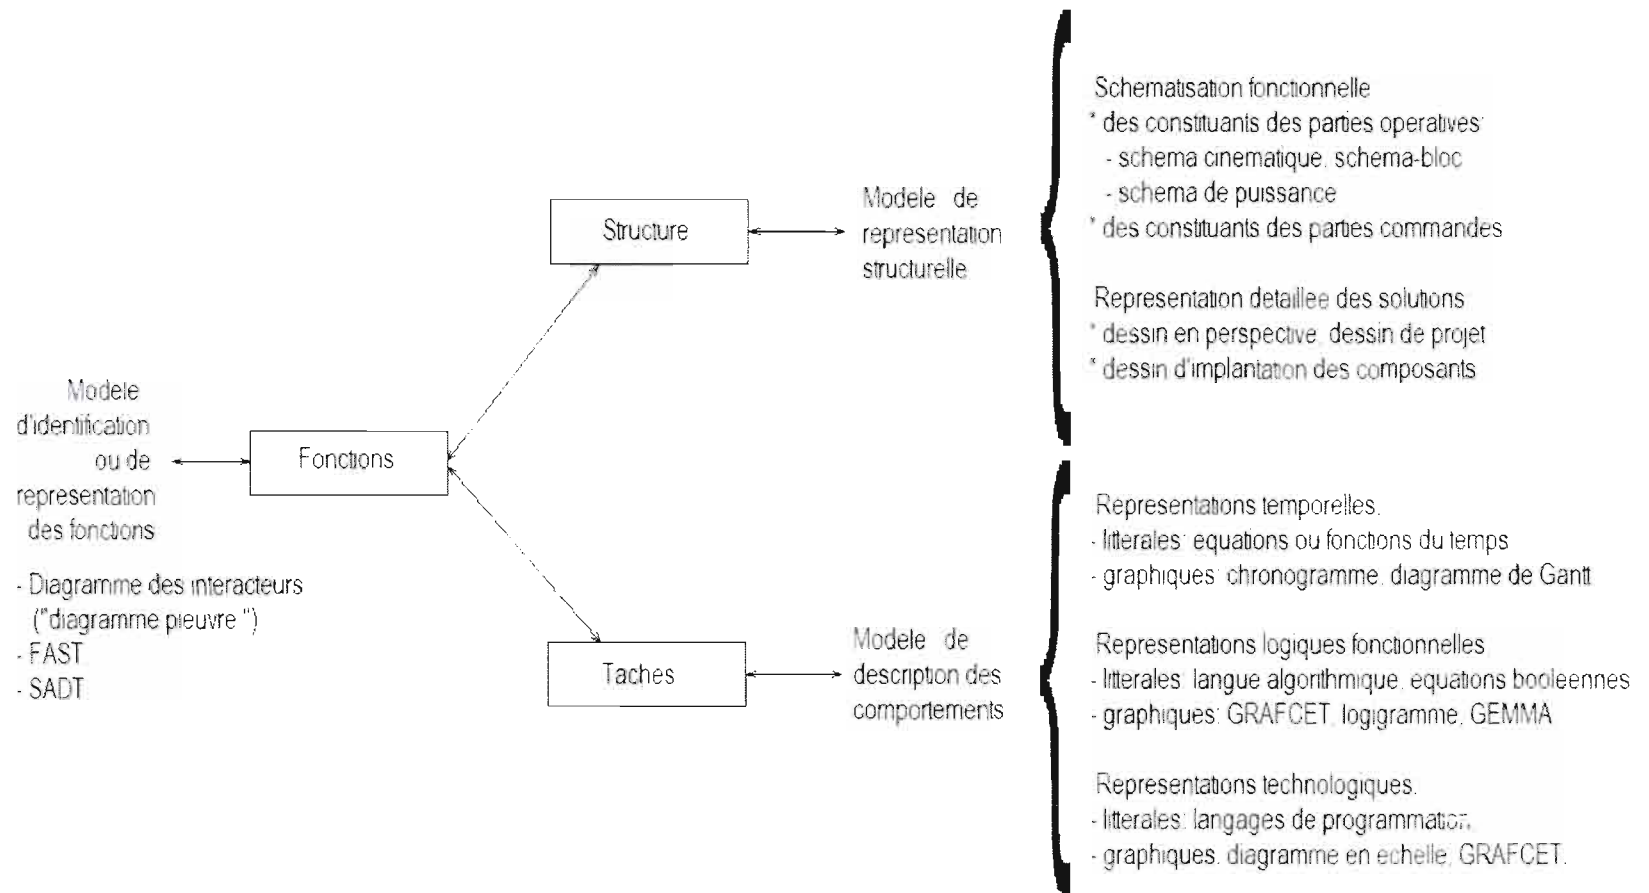 Modele
d'identification
ou de
representation
des fonctions
- Diagramme des interacteurs
("diagramme pieuvre ")
- FAST
- SADT
Fonctions
Structure
Modele de
representation
structurelle
Schematisation fonctionnelle
* des constituants des parties operatives:
- schema cinematique, schema-bloc
- schema de puissance
* des constituants des parties commandes
Representation detaillee des solutions
* dessin en perspective, dessin de projet
* dessin d'implantation des composants
Taches
Modele de
description des
comportements
Representations temporelles.
- litterales: equations ou fonctions du temps
- graphiques: chronogramme, diagramme de Gantt
Representations logiques fonctionnelles
- litterales: langue algorithmique, equations booleennes
- graphiques: GRAFCET, logigramme, GEMMA
Representations technologiques.
- litterales: langages de programmation.
- graphiques, diagramme en echelle, GRAFCET.